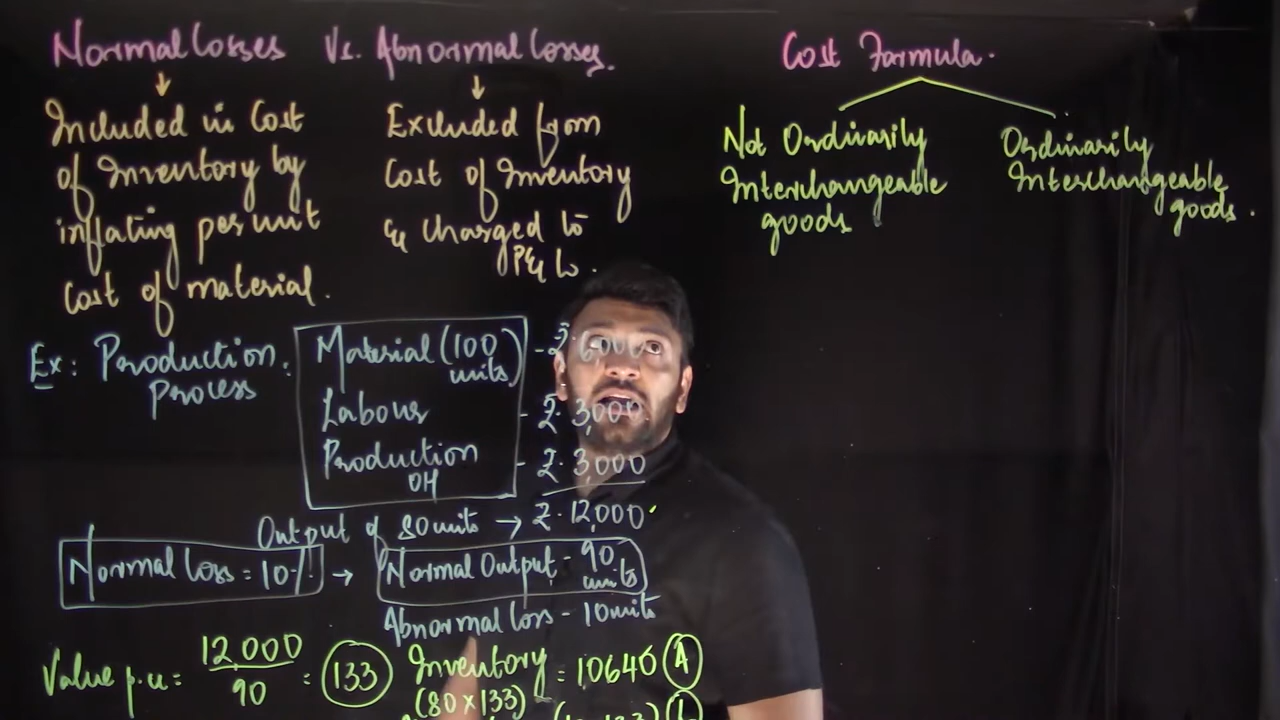 Normal Losses Vs. Abnormal Losses.
Included in Cost
of Inventory by
inflating per unit
Cost of material.
Excluded from
Cost of Inventory
& charged to
P&L
Cost Formula.
Not Ordinarily
Interchangeable
goods
Ordinarily
Interchangeable
goods.
Ex: Production
Process :
Material (100
units)
Labour - ₹. 3,000
Production - ₹. 3,000
OH
Output of 80 units → ₹. 12,000
Normal Loss = 10% → Normal Output - 90
units
Abnormal loss - 10 units
Value p.u = 12,000
90
= 133
Inventory = 10640 A
(80 x 133)